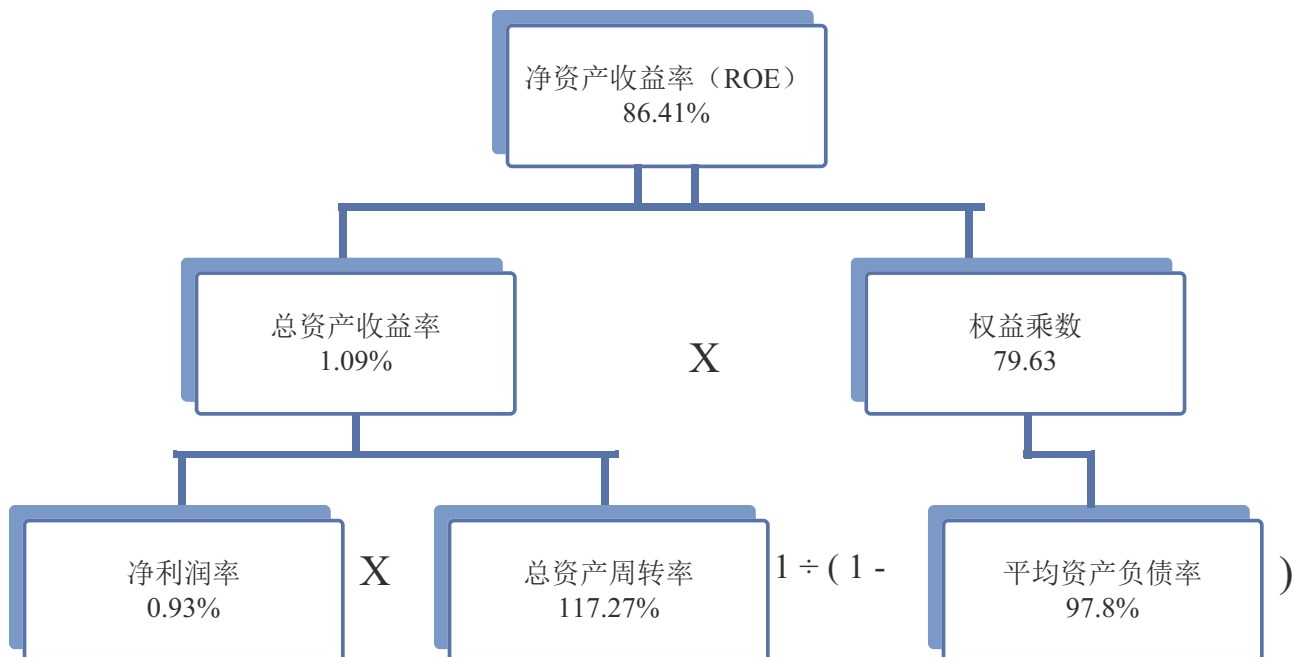 净资产收益率（ROE）
86.41%
总资产收益率
1.09%
X
权益乘数
79.63
净利润率
0.93%
X
总资产周转率
117.27%
1 ÷ ( 1 -
平均资产负债率
97.8%
)